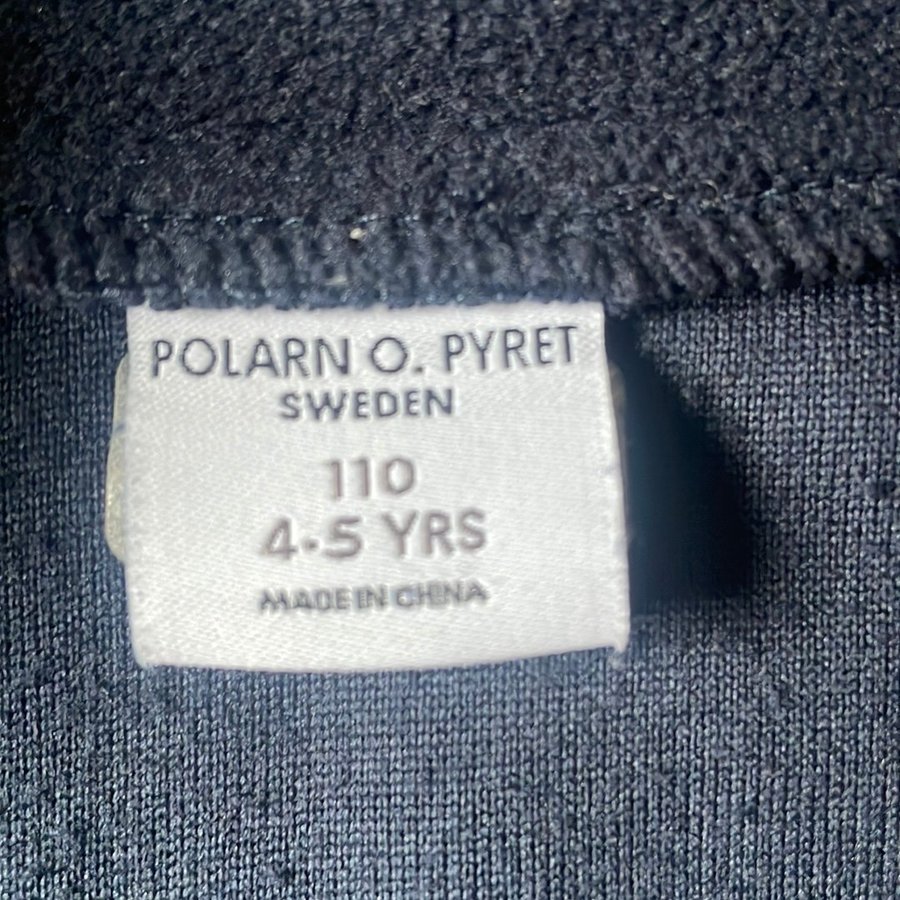 POLARN O. PYRET
SWEDEN
110
4-5 YRS
MADE IN CHINA